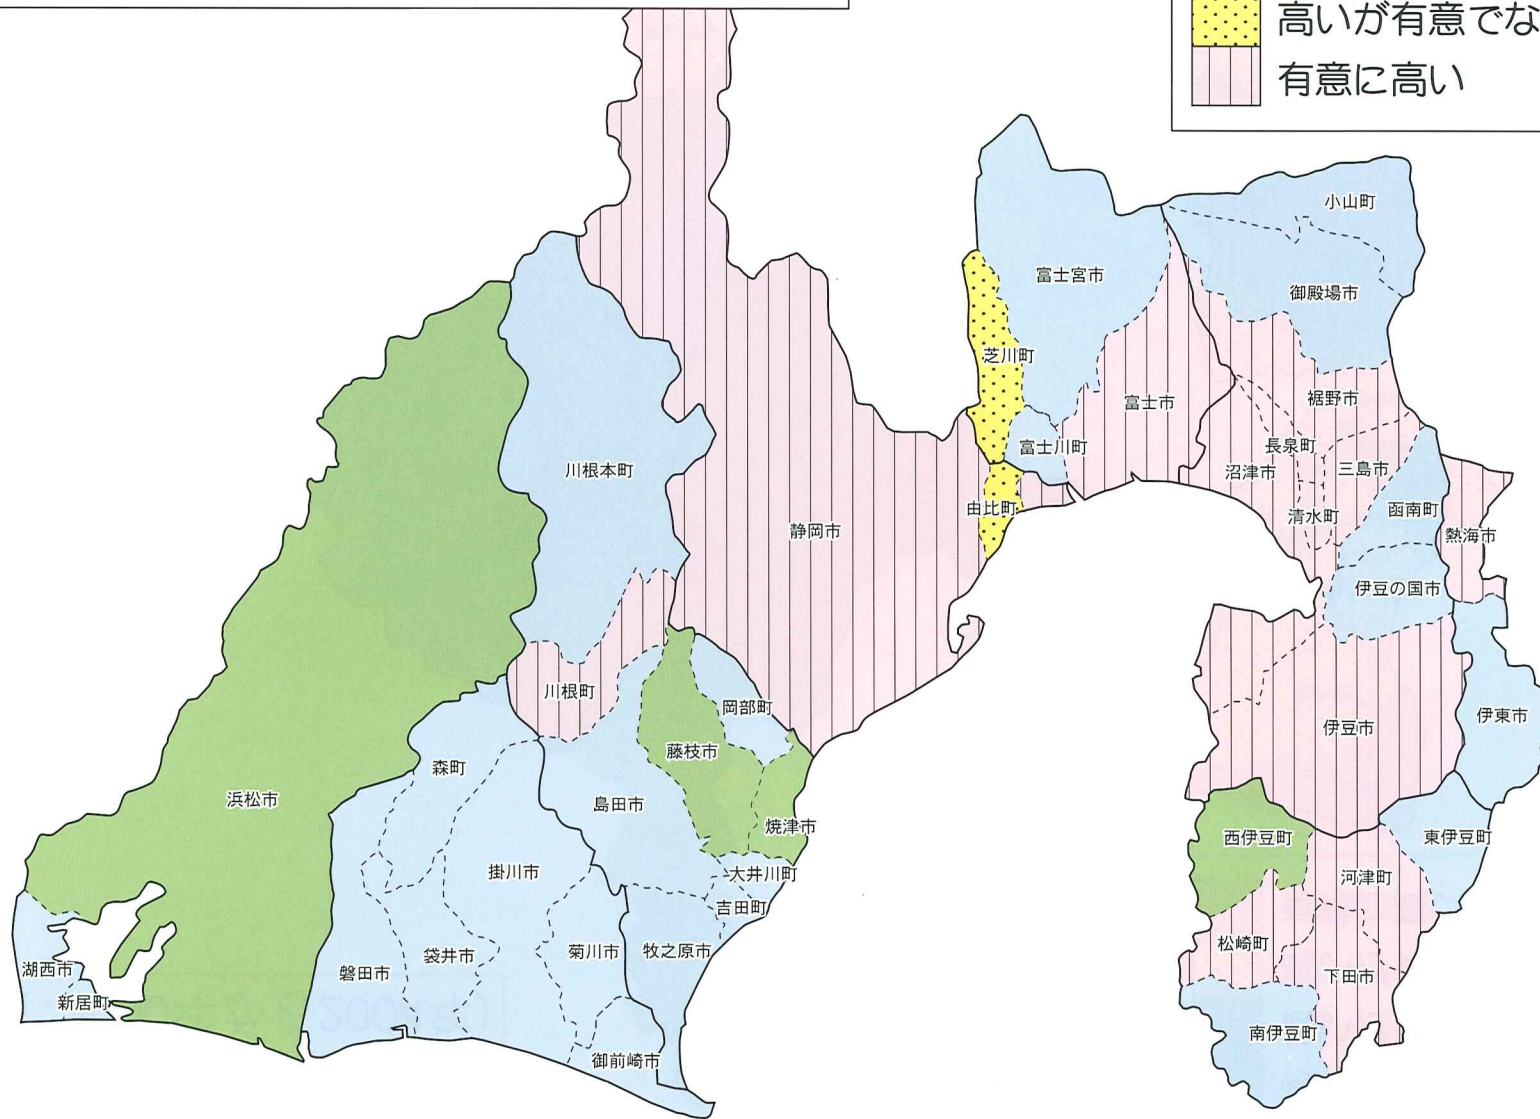 高いが有意でな
有意に高い
小山町
富士宮市
御殿場市
芝川町
裾野市
富士市
長泉町
富士川町
三島市
沼津市
川根本町
由比町
函南町
清水町
静岡市
熱海市
伊豆の国市
川根町
岡部町
伊東市
伊豆市
藤枝市
森町
浜松市
島田市
焼津市
西伊豆町
東伊豆町
掛川市
大井川町
河津町
吉田町
松崎町
菊川市
牧之原市
袋井市
湖西市
磐田市
下田市
新居町
南伊豆町
御前崎市